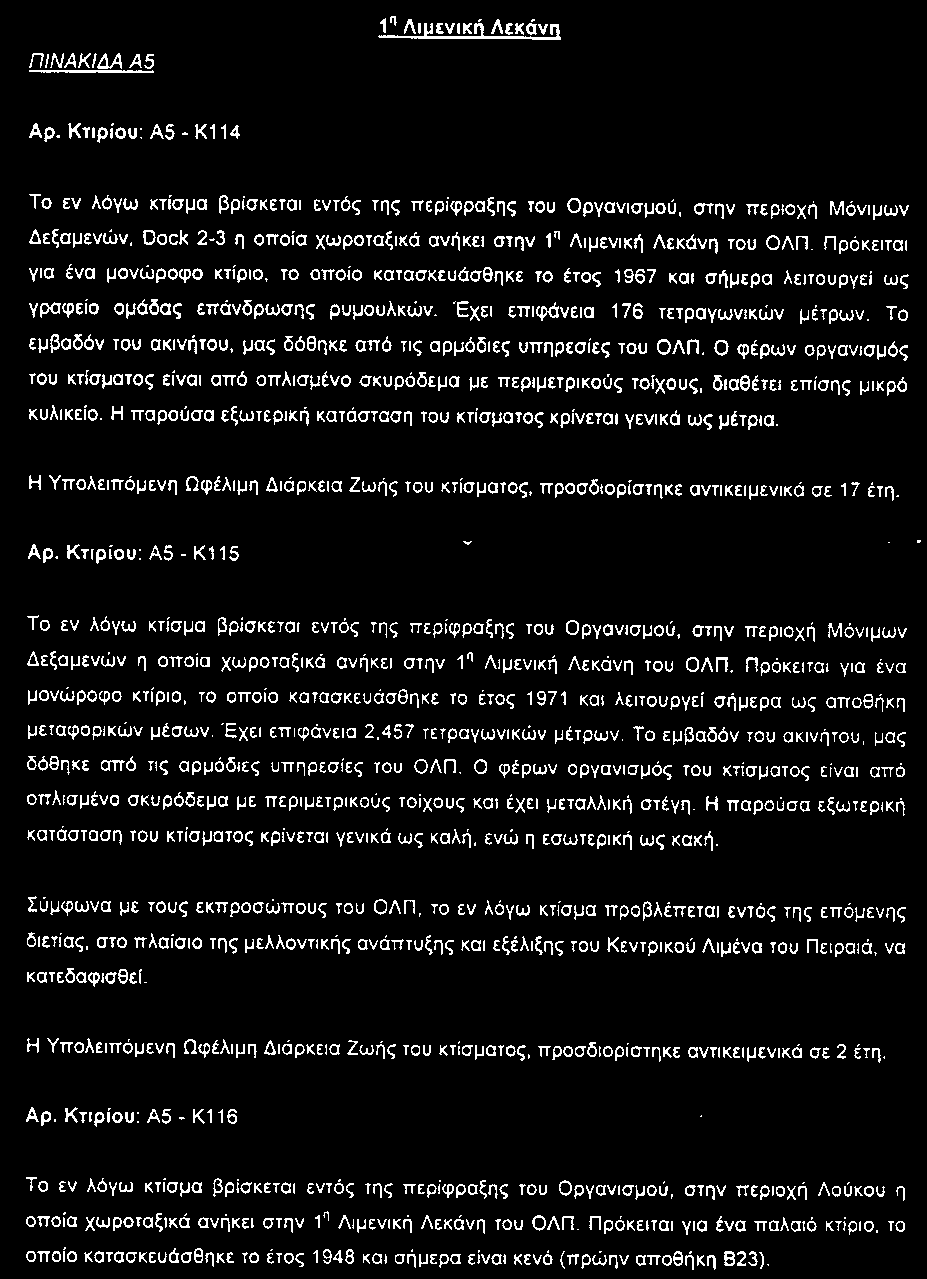 1η Λιμενική Λεκάνη
ΠΙΝΑΚΙΔΑ Α5
Αρ. Κτιρίου: Α5 - Κ114
Το εν λόγω κτίσμα βρίσκεται εντός της περίφραξης του Οργανισμού, στην περιοχή Μόνιμων
Δεξαμενών, Dock 2-3 η οποία χωροταξικά ανήκει στην 1η Λιμενική Λεκάνη του ΟΛΠ. Πρόκειται
για ένα μονώροφο κτίριο, το οποίο κατασκευάσθηκε το έτος 1967 και σήμερα λειτουργεί ως
γραφείο ομάδας επάνδρωσης ρυμουλκών. Έχει επιφάνεια 176 τετραγωνικών μέτρων. Το
εμβαδόν του ακινήτου, μας δόθηκε από τις αρμόδιες υπηρεσίες του ΟΛΠ. Ο φέρων οργανισμός
του κτίσματος είναι από οπλισμένο σκυρόδεμα με περιμετρικούς τοίχους, διαθέτει επίσης μικρό
κυλικείο. Η παρούσα εξωτερική κατάσταση του κτίσματος κρίνεται γενικά ως μέτρια.
Η Υπολειπόμενη Ωφέλιμη Διάρκεια Ζωής του κτίσματος, προσδιορίστηκε αντικειμενικά σε 17 έτη.
Αρ. Κτιρίου: Α5 - Κ115
Το εν λόγω κτίσμα βρίσκεται εντός της περίφραξης του Οργανισμού, στην περιοχή Μόνιμων
Δεξαμενών η οποία χωροταξικά ανήκει στην 1η Λιμενική Λεκάνη του ΟΛΠ. Πρόκειται για ένα
μονώροφο κτίριο, το οποίο κατασκευάσθηκε το έτος 1971 και λειτουργεί σήμερα ως αποθήκη
μεταφορικών μέσων. Έχει επιφάνεια 2,457 τετραγωνικών μέτρων. Το εμβαδόν του ακινήτου, μας
δόθηκε από τις αρμόδιες υπηρεσίες του ΟΛΠ. Ο φέρων οργανισμός του κτίσματος είναι από
οπλισμένο σκυρόδεμα με περιμετρικούς τοίχους και έχει μεταλλική στέγη. Η παρούσα εξωτερική
κατάσταση του κτίσματος κρίνεται γενικά ως καλή, ενώ η εσωτερική ως κακή.
Σύμφωνα με τους εκπροσώπους του ΟΛΠ, το εν λόγω κτίσμα προβλέπεται εντός της επόμενης
διετίας, στο πλαίσιο της μελλοντικής ανάπτυξης και εξέλιξης του Κεντρικού Λιμένα του Πειραιά, να
κατεδαφισθεί.
Η Υπολειπόμενη Ωφέλιμη Διάρκεια Ζωής του κτίσματος, προσδιορίστηκε αντικειμενικά σε 2 έτη.
Αρ. Κτιρίου: Α5 - Κ116
Το εν λόγω κτίσμα βρίσκεται εντός της περίφραξης του Οργανισμού, στην περιοχή Λούκου η
οποία χωροταξικά ανήκει στην 1η Λιμενική Λεκάνη του ΟΛΠ. Πρόκειται για ένα παλαιό κτίριο, το
οποίο κατασκευάσθηκε το έτος 1948 και σήμερα είναι κενό (πρώην αποθήκη Β23).